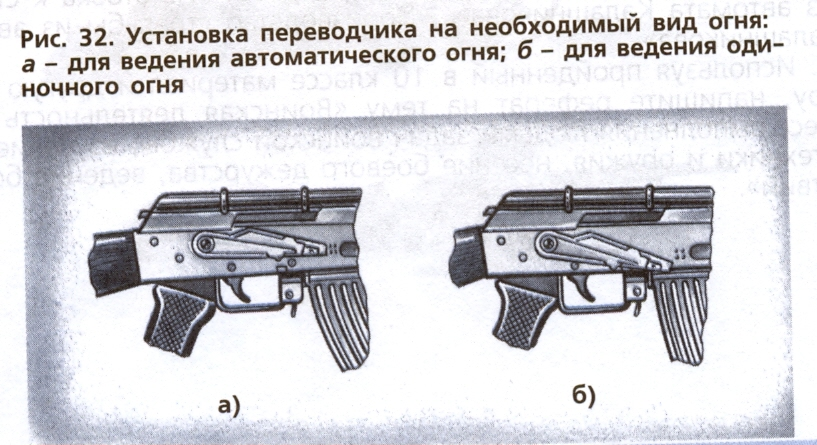 Рис. 32. Установка переводчика на необходимый вид огня:
а – для ведения автоматического огня; б – для ведения оди-
ночного огня
а)
б)